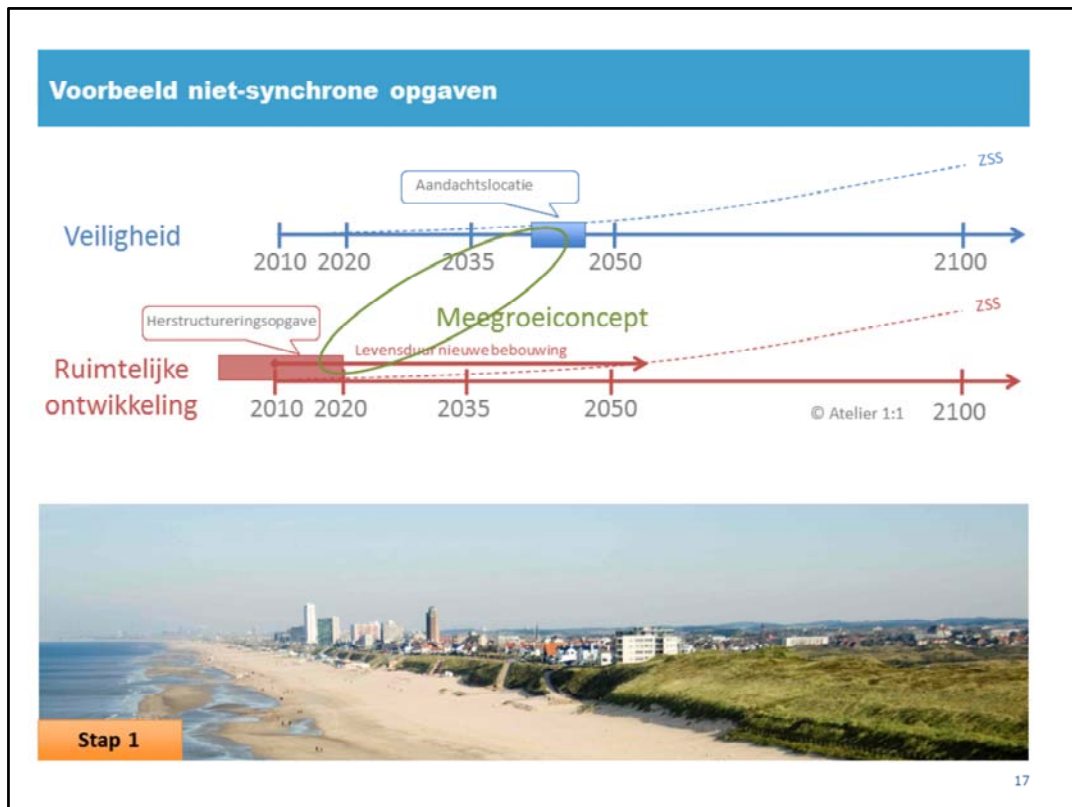 Voorbeeld niet-synchrone opgaven
ZSS
Aandachtslocatie
Veiligheid
2010 2020 2035 2050 2100
Meegroeiconcept
ZSS
Herstructureringsopgave
Levensduur nieuwe bebouwing
Ruimtelijke
ontwikkeling
2010 2020 2035 2050 © Atelier 1:1 2100
Stap 1
17